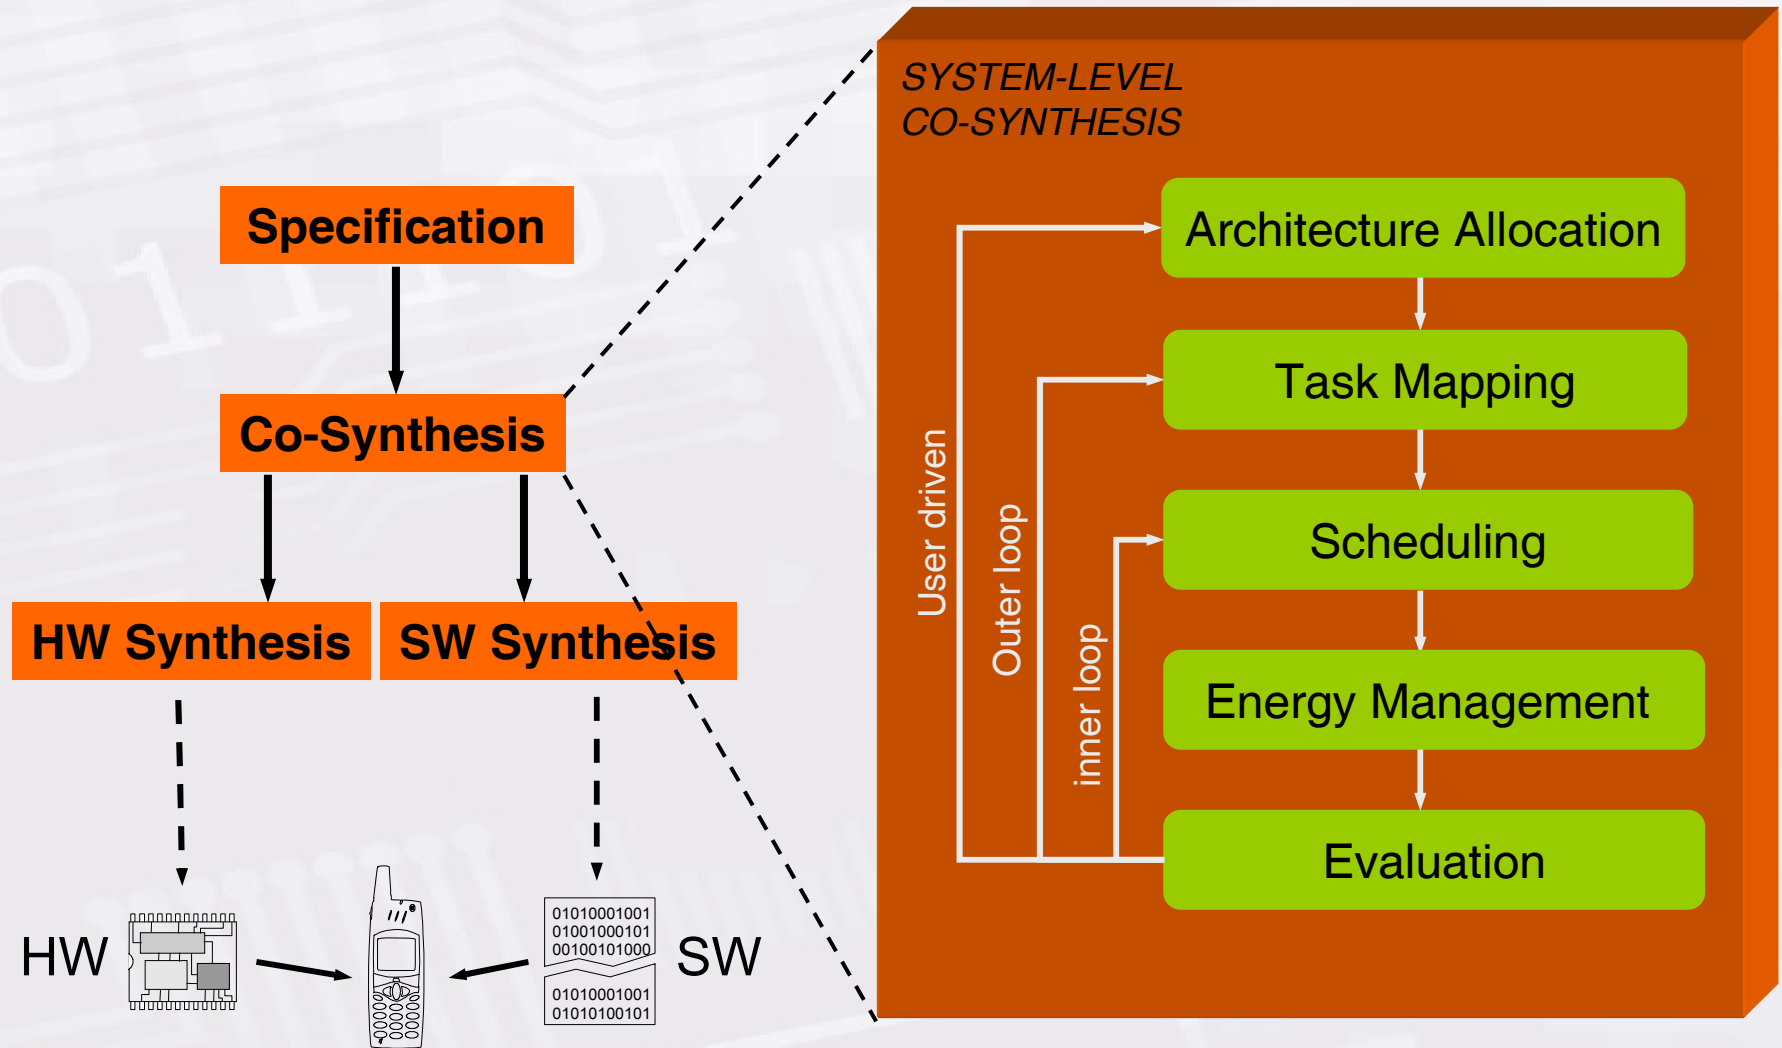 SYSTEM-LEVEL
CO-SYNTHESIS
Specification
Co-Synthesis
HW Synthesis
SW Synthesis
HW
01010001001
01001000101
00100101000
01010001001
01010100101
SW
User driven
Outer loop
inner loop
Architecture Allocation
Task Mapping
Scheduling
Energy Management
Evaluation
011101